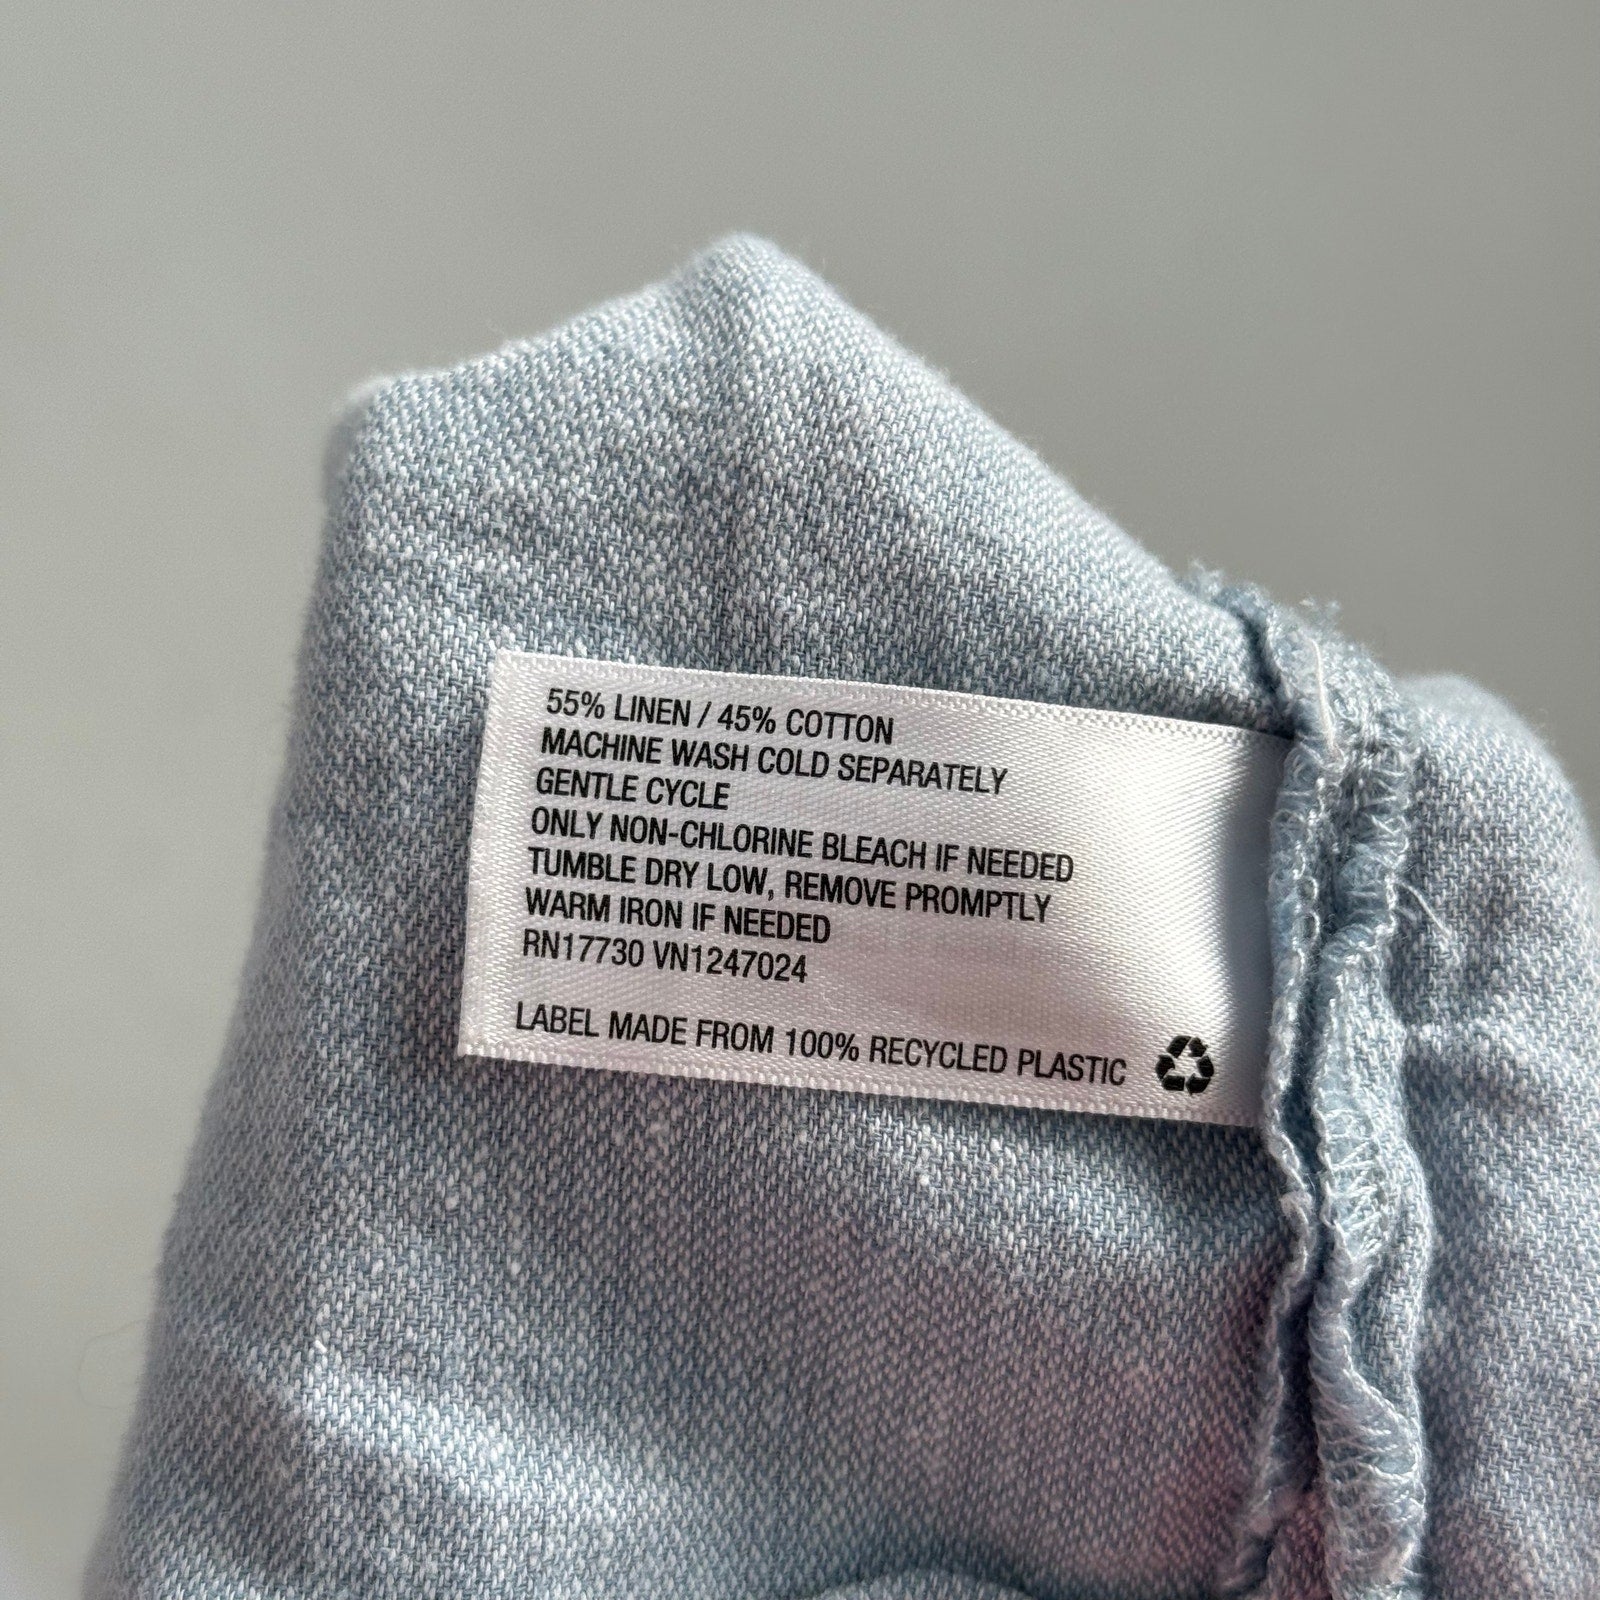 55% LINEN / 45% COTTON
MACHINE WASH COLD SEPARATELY
GENTLE CYCLE
ONLY NON-CHLORINE BLEACH IF NEEDED
TUMBLE DRY LOW, REMOVE PROMPTLY
WARM IRON IF NEEDED
RN17730 VN1247024
LABEL MADE FROM 100% RECYCLED PLASTIC